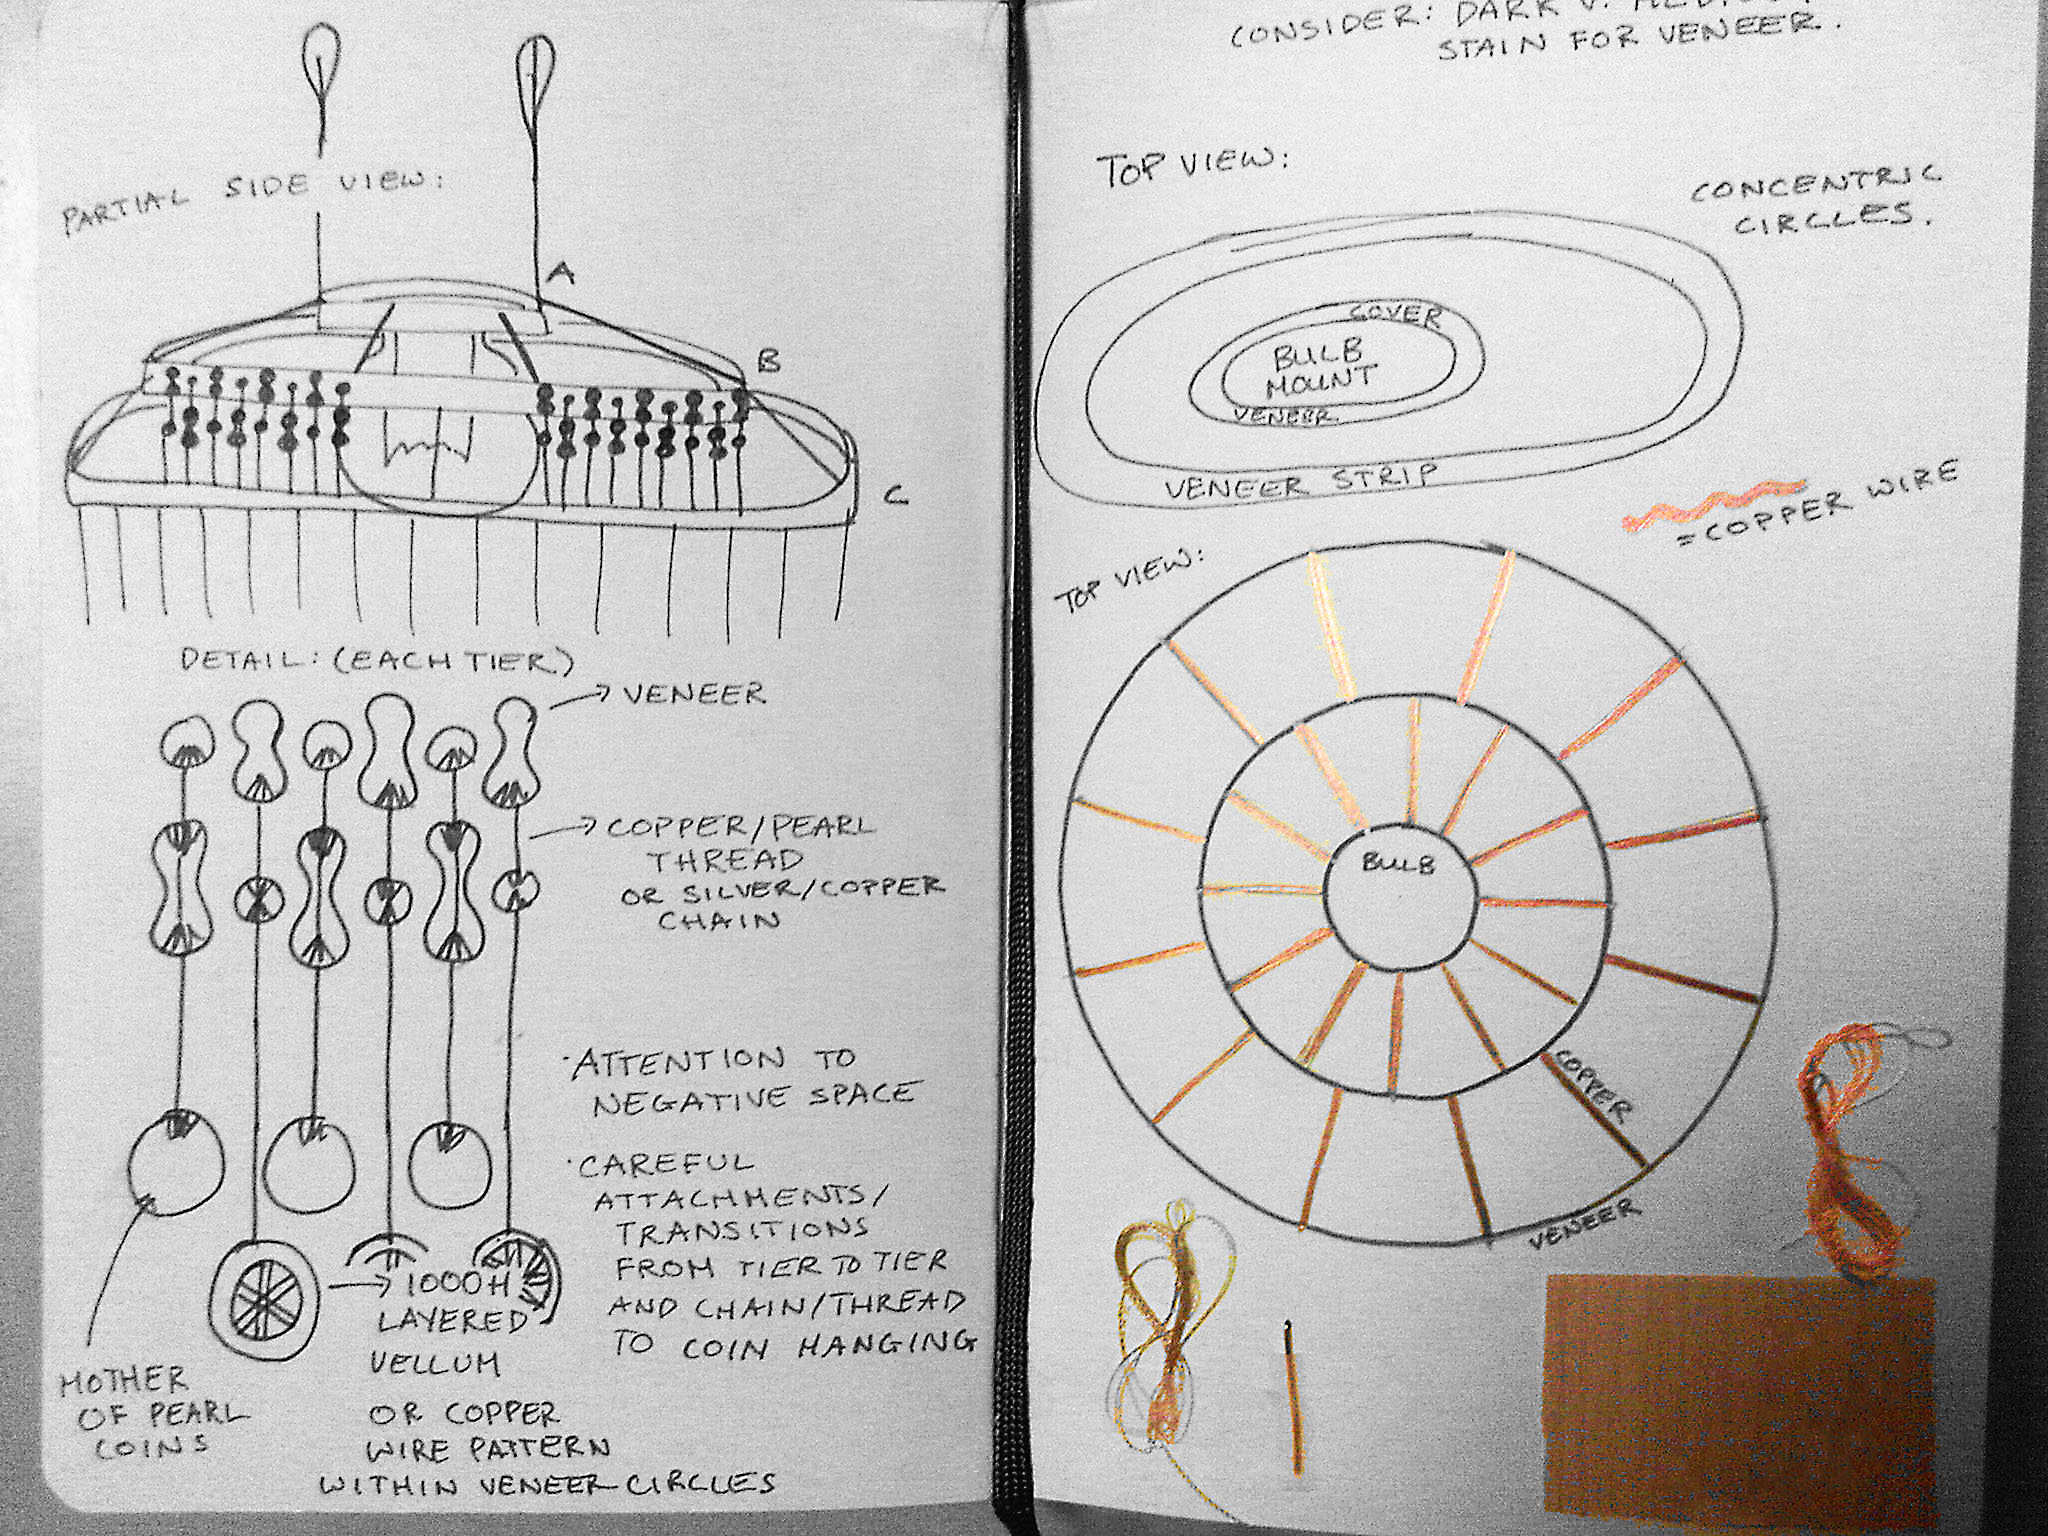 PARTIAL SIDE VIEW:
A
B
C
DETAIL: (EACH TIER)
VENEER
COPPER/PEARL
THREAD
OR SILVER/COPPER
CHAIN
·ATTENTION TO
NEGATIVE SPACE
·CAREFUL
ATTACHMENTS/
TRANSITIONS
FROM TIER TO TIER
AND CHAIN/THREAD
TO COIN HANGING
MOTHER
OF PEARL
COINS
LAYERED
VELLUM
OR COPPER
WIRE PATTERN
WITHIN VENEER CIRCLES
CONSIDER: DARK V.
STAIN FOR VENEER.
TOP VIEW:
CONCENTRIC
CIRCLES.
COVER
BULB
MOUNT
VENEER
VENEER STRIP
=COPPER WIRE
TOP VIEW:
BULB
COPPER
VENEER